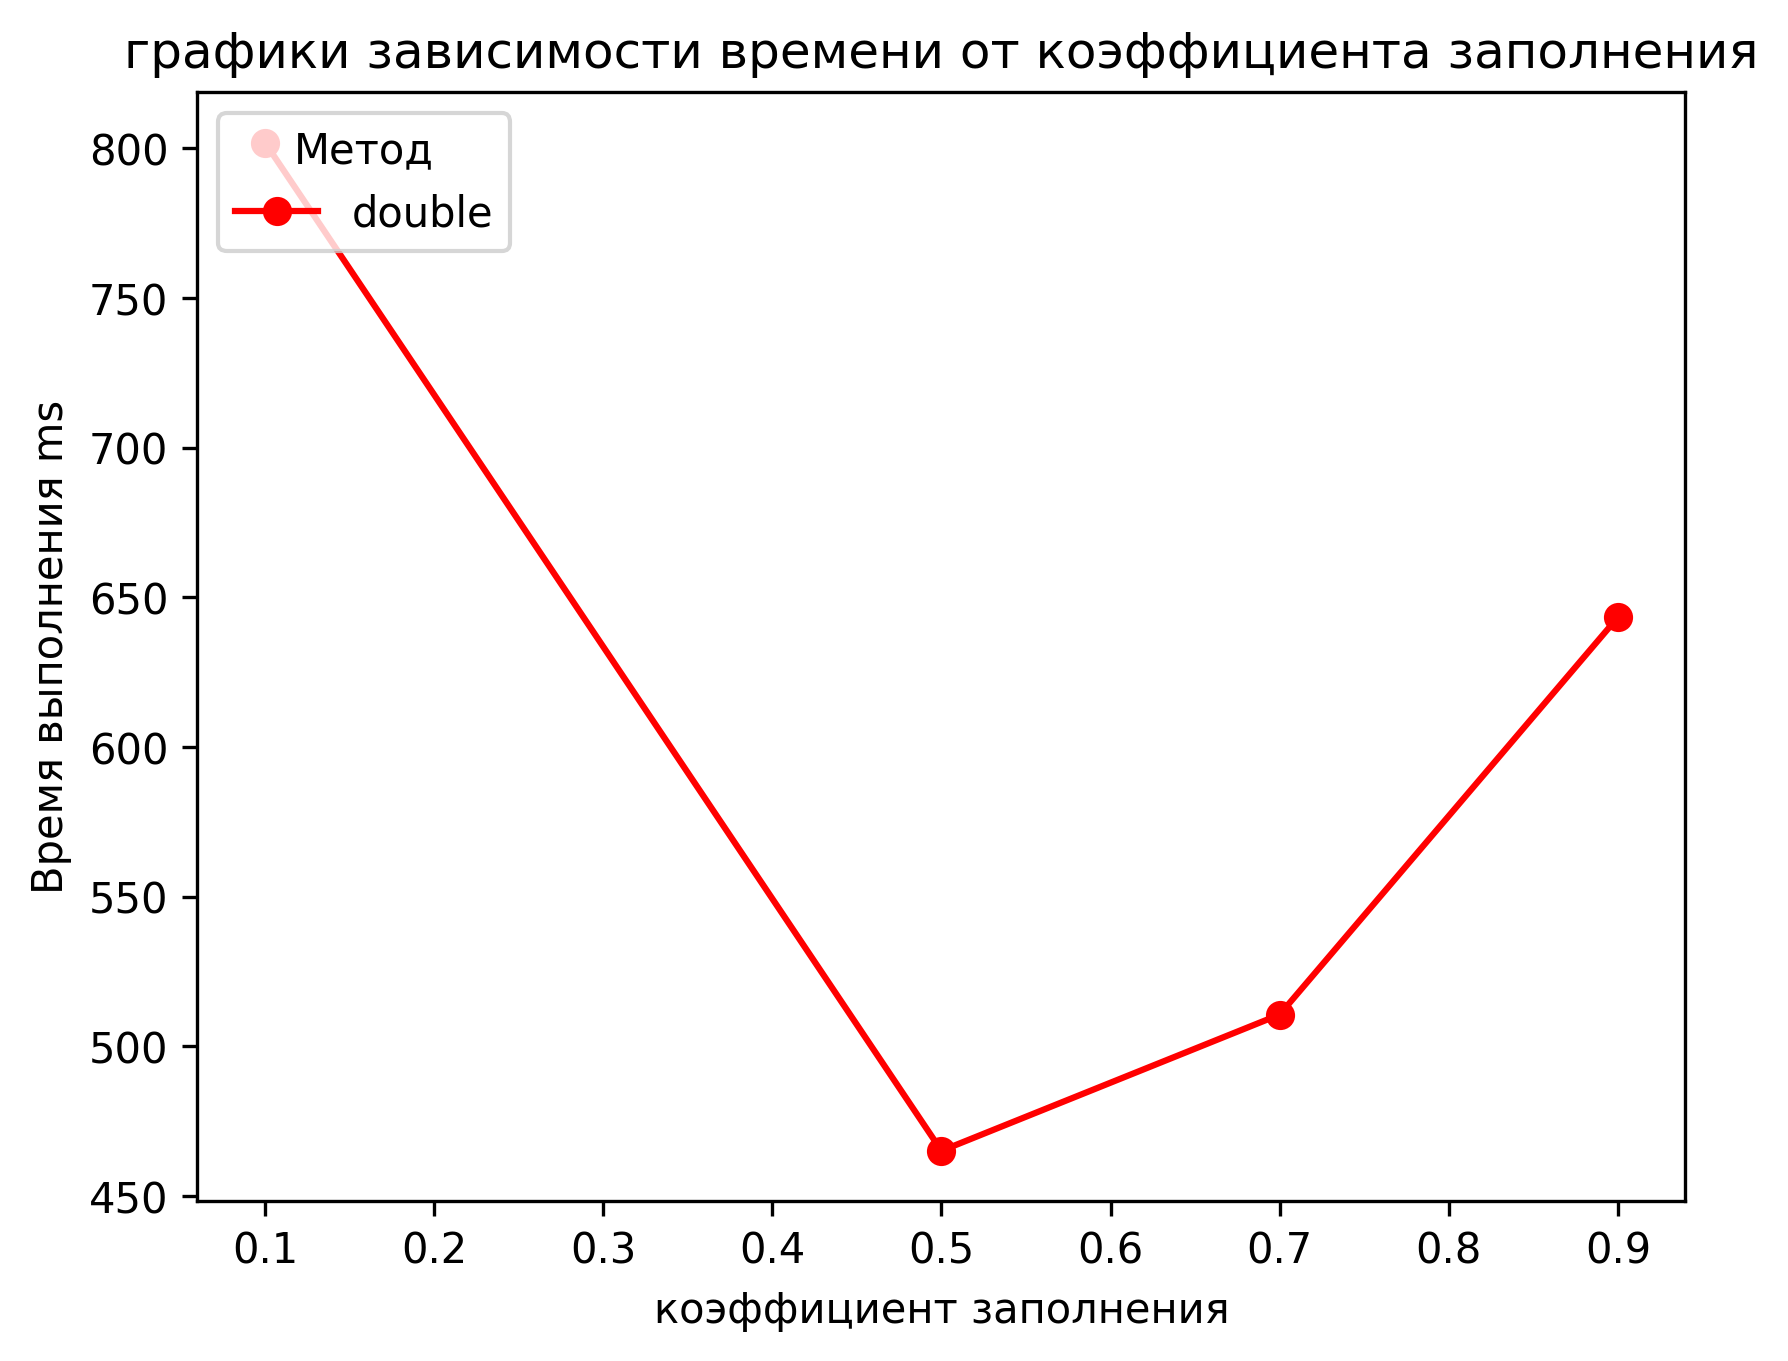 графики зависимости времени от коэффициента заполнения
Метод
double
800
750
700
650
600
550
500
450
Время выполнения ms
0.1 0.2 0.3 0.4 0.5 0.6 0.7 0.8 0.9
коэффициент заполнения